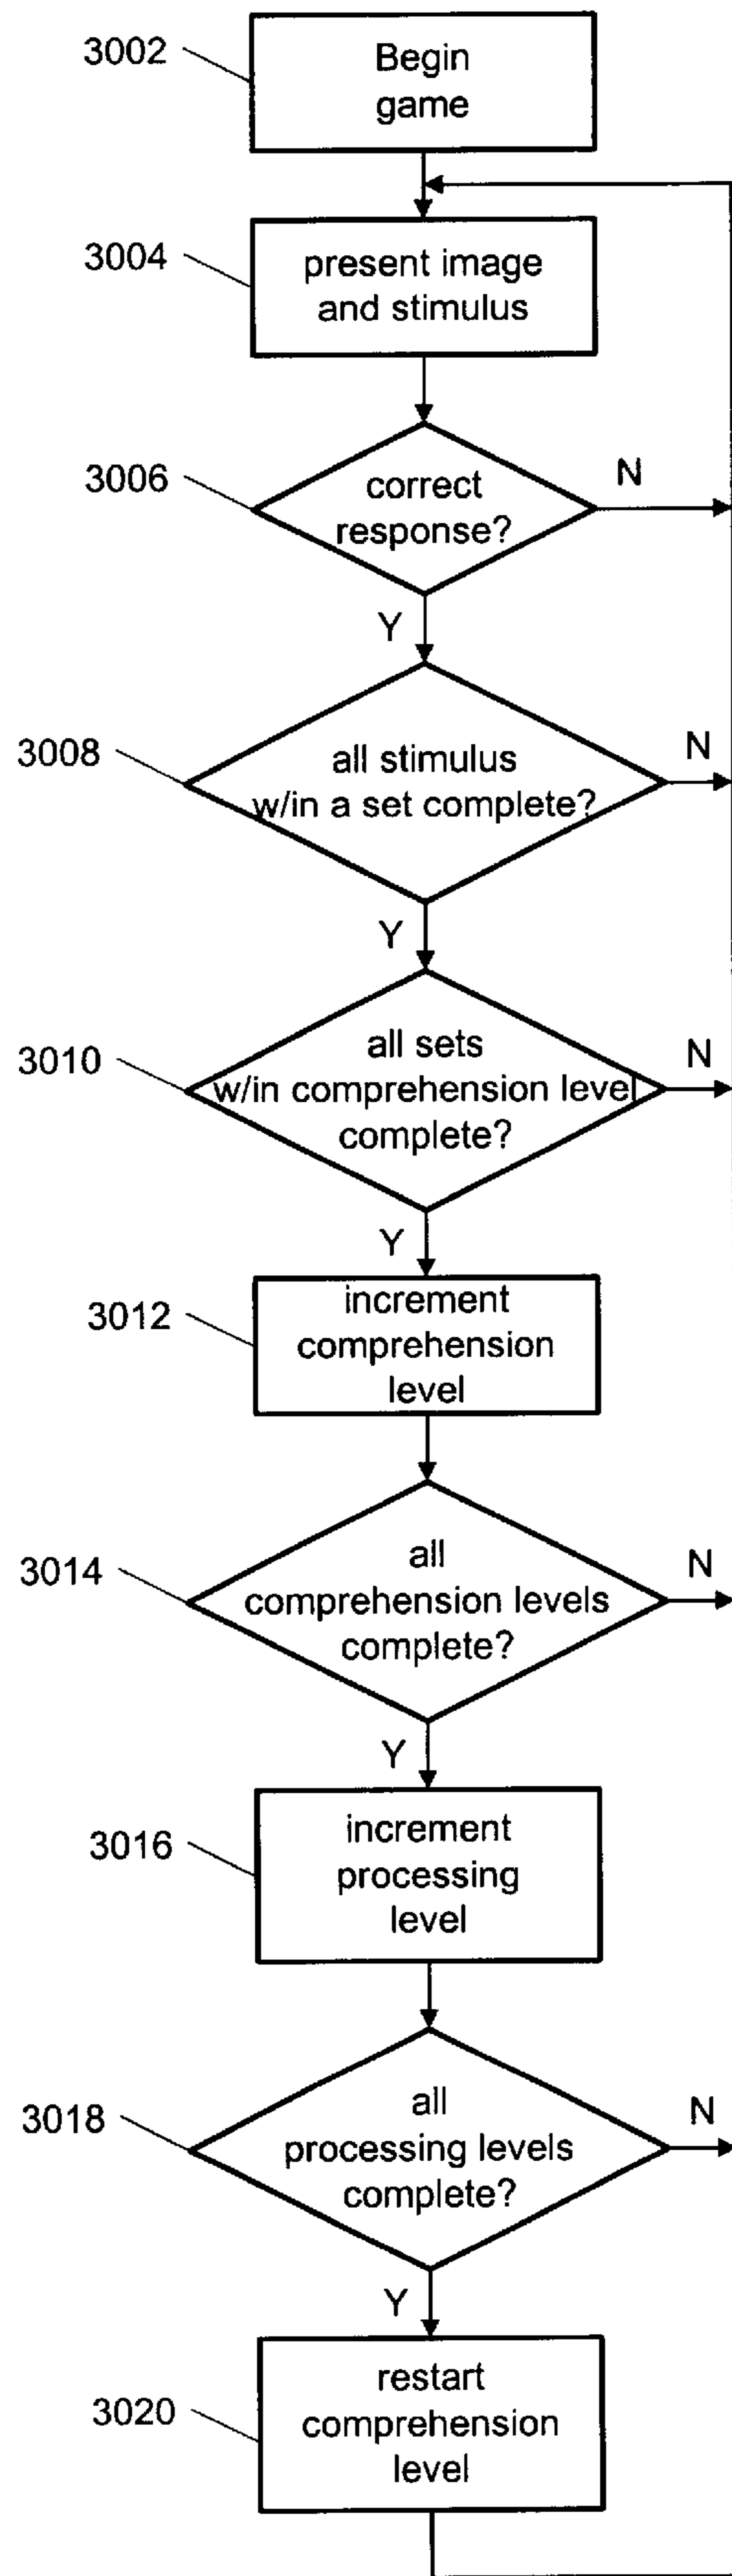 3002
Begin
game
3004
present image
and stimulus
3006
correct
response?
N
Y
3008
all stimulus
w/in a set complete?
N
Y
3010
all sets
w/in comprehension level
complete?
N
Y
3012
increment
comprehension
level
3014
all
comprehension levels
complete?
N
Y
3016
increment
processing
level
3018
all
processing levels
complete?
N
Y
3020
restart
comprehension
level